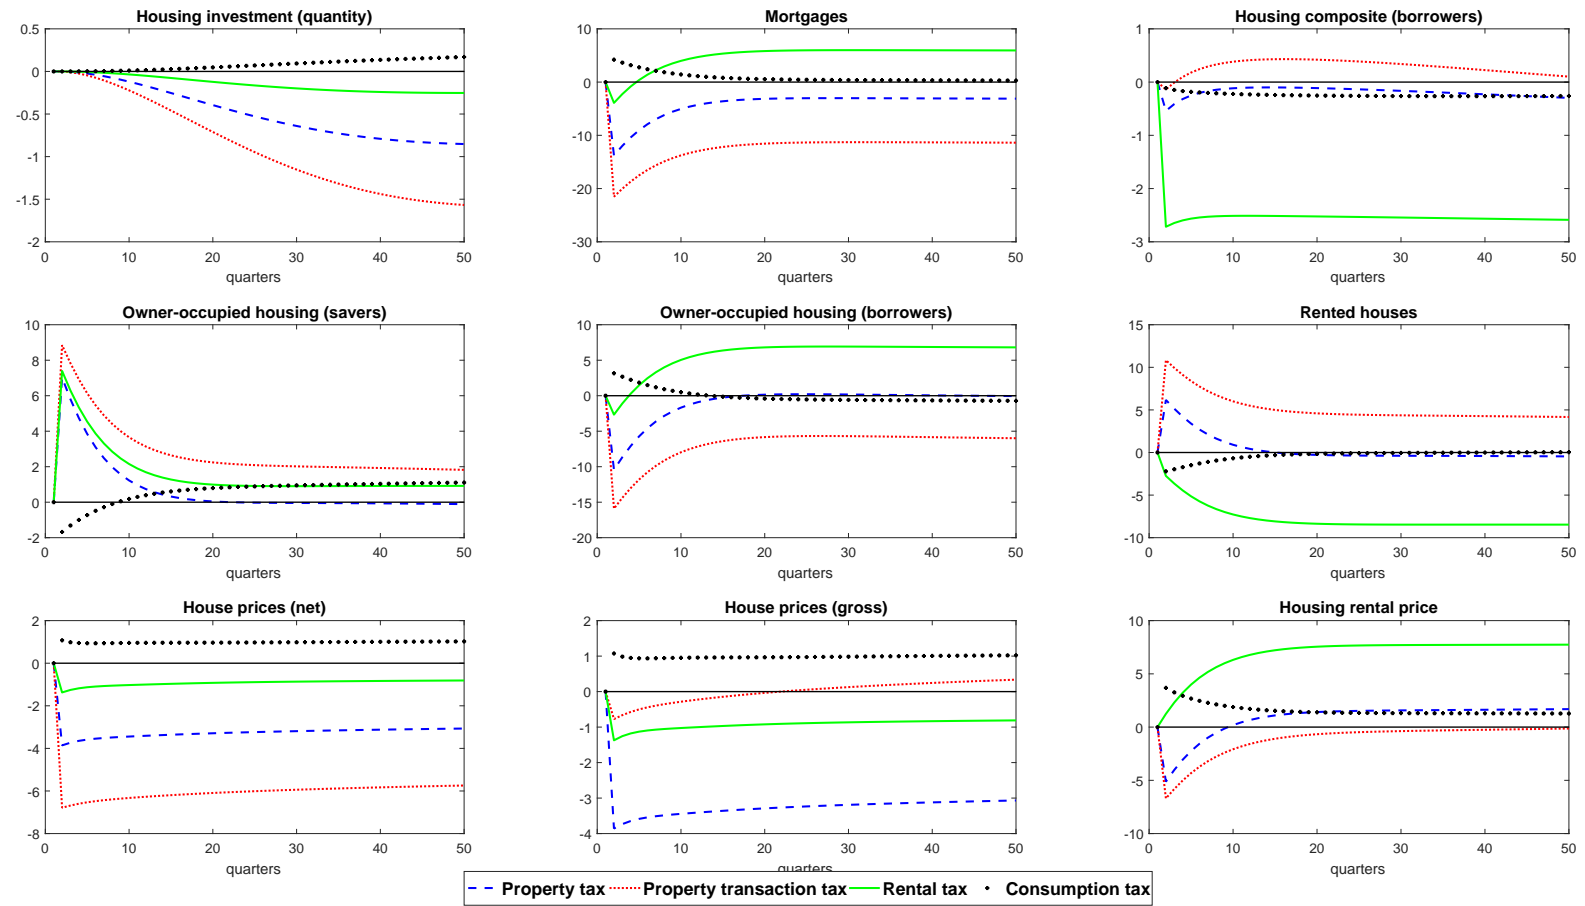 Housing investment (quantity)
0.5
0
-0.5
-1
-1.5
-2
0 10 20 30 40 50
quarters
Mortgages
10
0
-10
-20
-30
0 10 20 30 40 50
quarters
Housing composite (borrowers)
1
0
-1
-2
-3
0 10 20 30 40 50
quarters
Owner-occupied housing (savers)
10
8
6
4
2
0
-2
0 10 20 30 40 50
quarters
Owner-occupied housing (borrowers)
10
5
0
-5
-10
-15
-20
0 10 20 30 40 50
quarters
Rented houses
15
10
5
0
-5
-10
0 10 20 30 40 50
quarters
House prices (net)
2
0
-2
-4
-6
-8
0 10 20 30 40 50
quarters
House prices (gross)
2
1
0
-1
-2
-3
-4
0 10 20 30 40 50
quarters
Housing rental price
10
5
0
-5
-10
0 10 20 30 40 50
quarters
Property tax Property transaction tax Rental tax Consumption tax